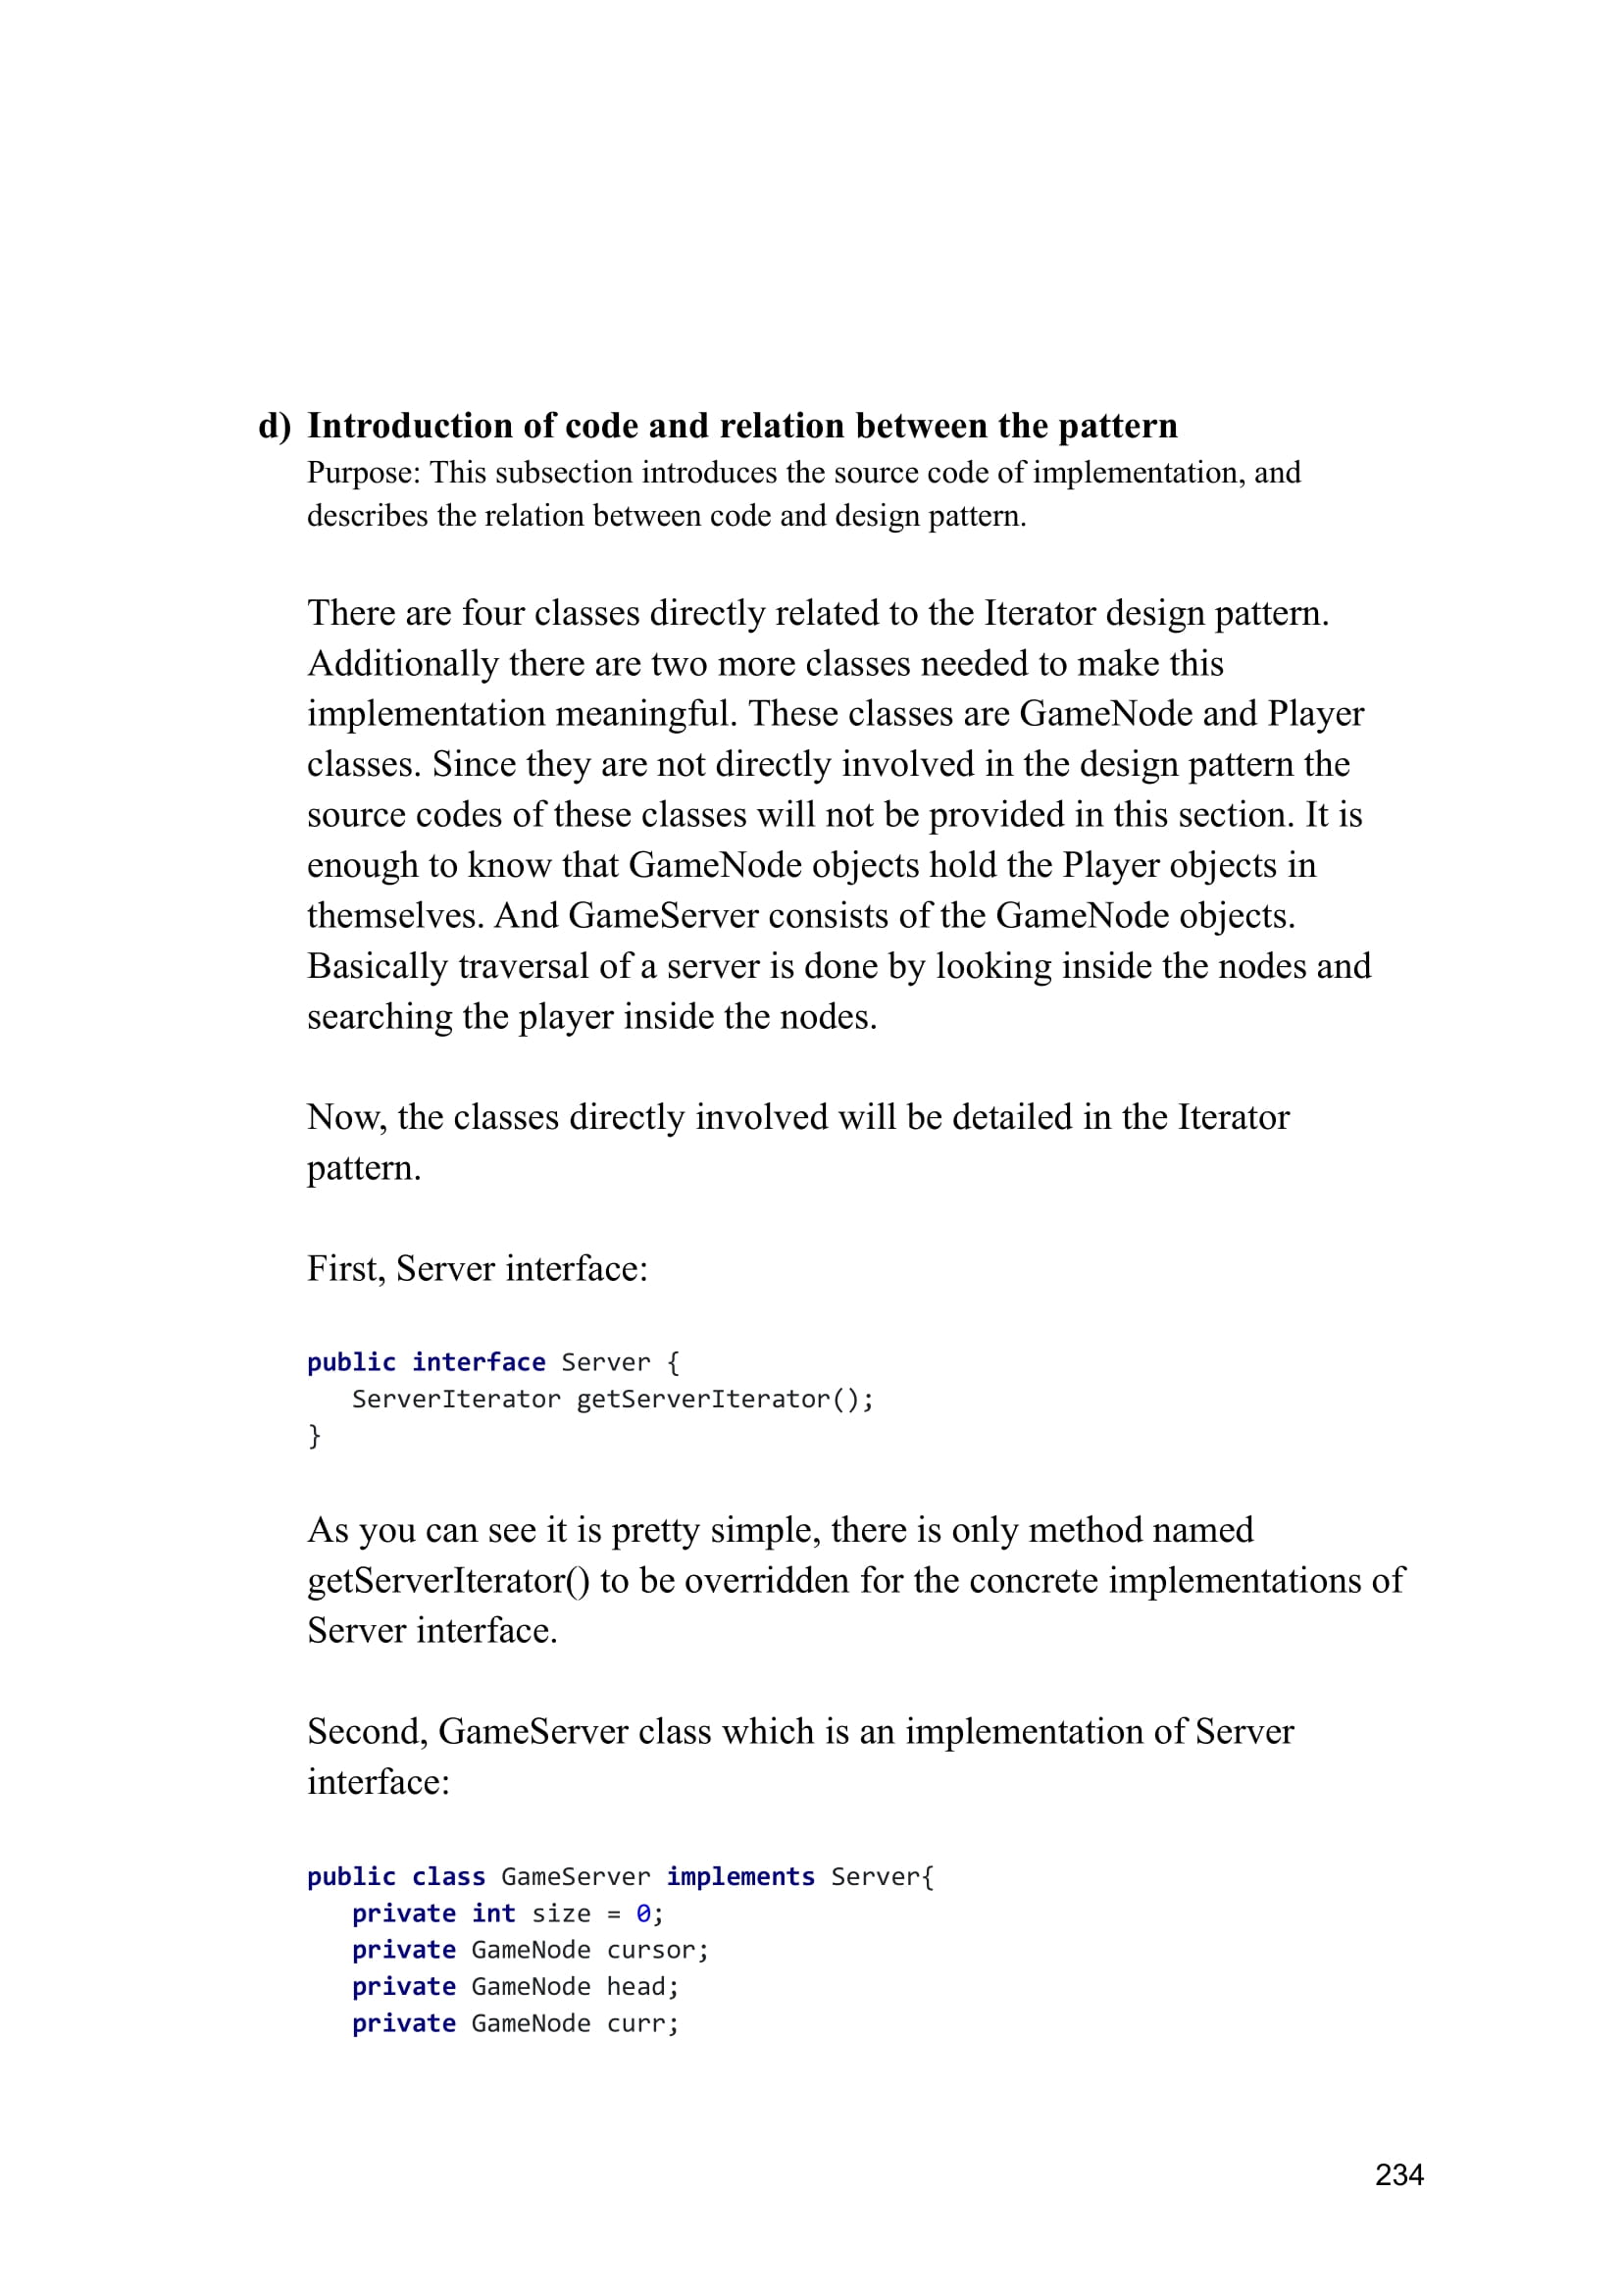 d) Introduction of code and relation between the pattern
Purpose: This subsection introduces the source code of implementation, and
describes the relation between code and design pattern.
There are four classes directly related to the Iterator design pattern.
Additionally there are two more classes needed to make this
implementation meaningful. These classes are GameNode and Player
classes. Since they are not directly involved in the design pattern the
source codes of these classes will not be provided in this section. It is
enough to know that GameNode objects hold the Player objects in
themselves. And GameServer consists of the GameNode objects.
Basically traversal of a server is done by looking inside the nodes and
searching the player inside the nodes.
Now, the classes directly involved will be detailed in the Iterator
pattern.
First, Server interface:
public interface Server {
   ServerIterator getServerIterator();
}
As you can see it is pretty simple, there is only method named
getServerIterator() to be overridden for the concrete implementations of
Server interface.
Second, GameServer class which is an implementation of Server
interface:
public class GameServer implements Server{
   private int size = 0;
   private GameNode cursor;
   private GameNode head;
   private GameNode curr;
234